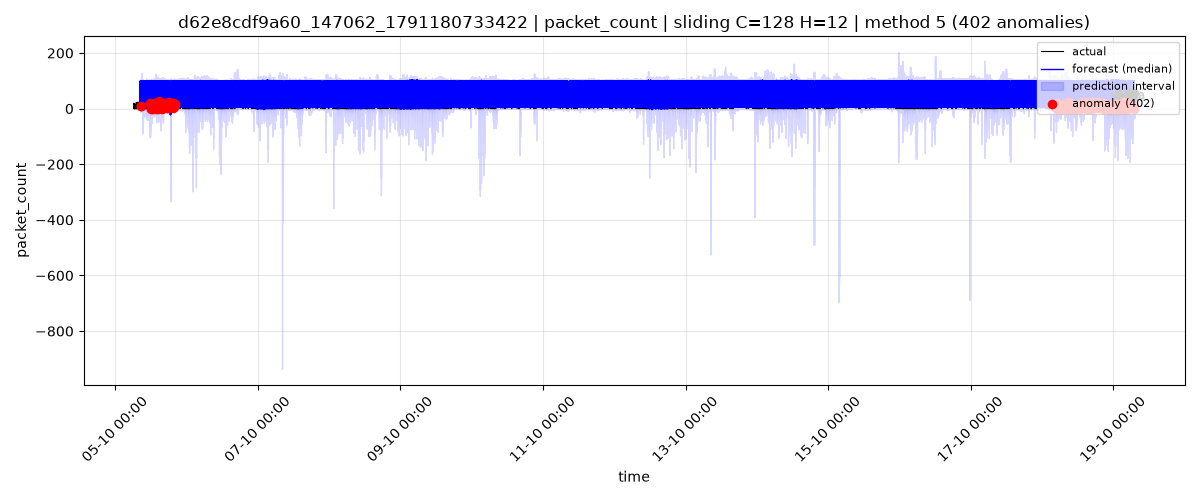 d62e8cdf9a60_147062_1791180733422 | packet_count | sliding C=128 H=12 | method 5 (402 anomalies)
200
0
−200
−400
−600
−800
packet_count
actual
forecast (median)
prediction interval
anomaly (402)
05-10 00:00
07-10 00:00
09-10 00:00
11-10 00:00
13-10 00:00
15-10 00:00
17-10 00:00
19-10 00:00
time